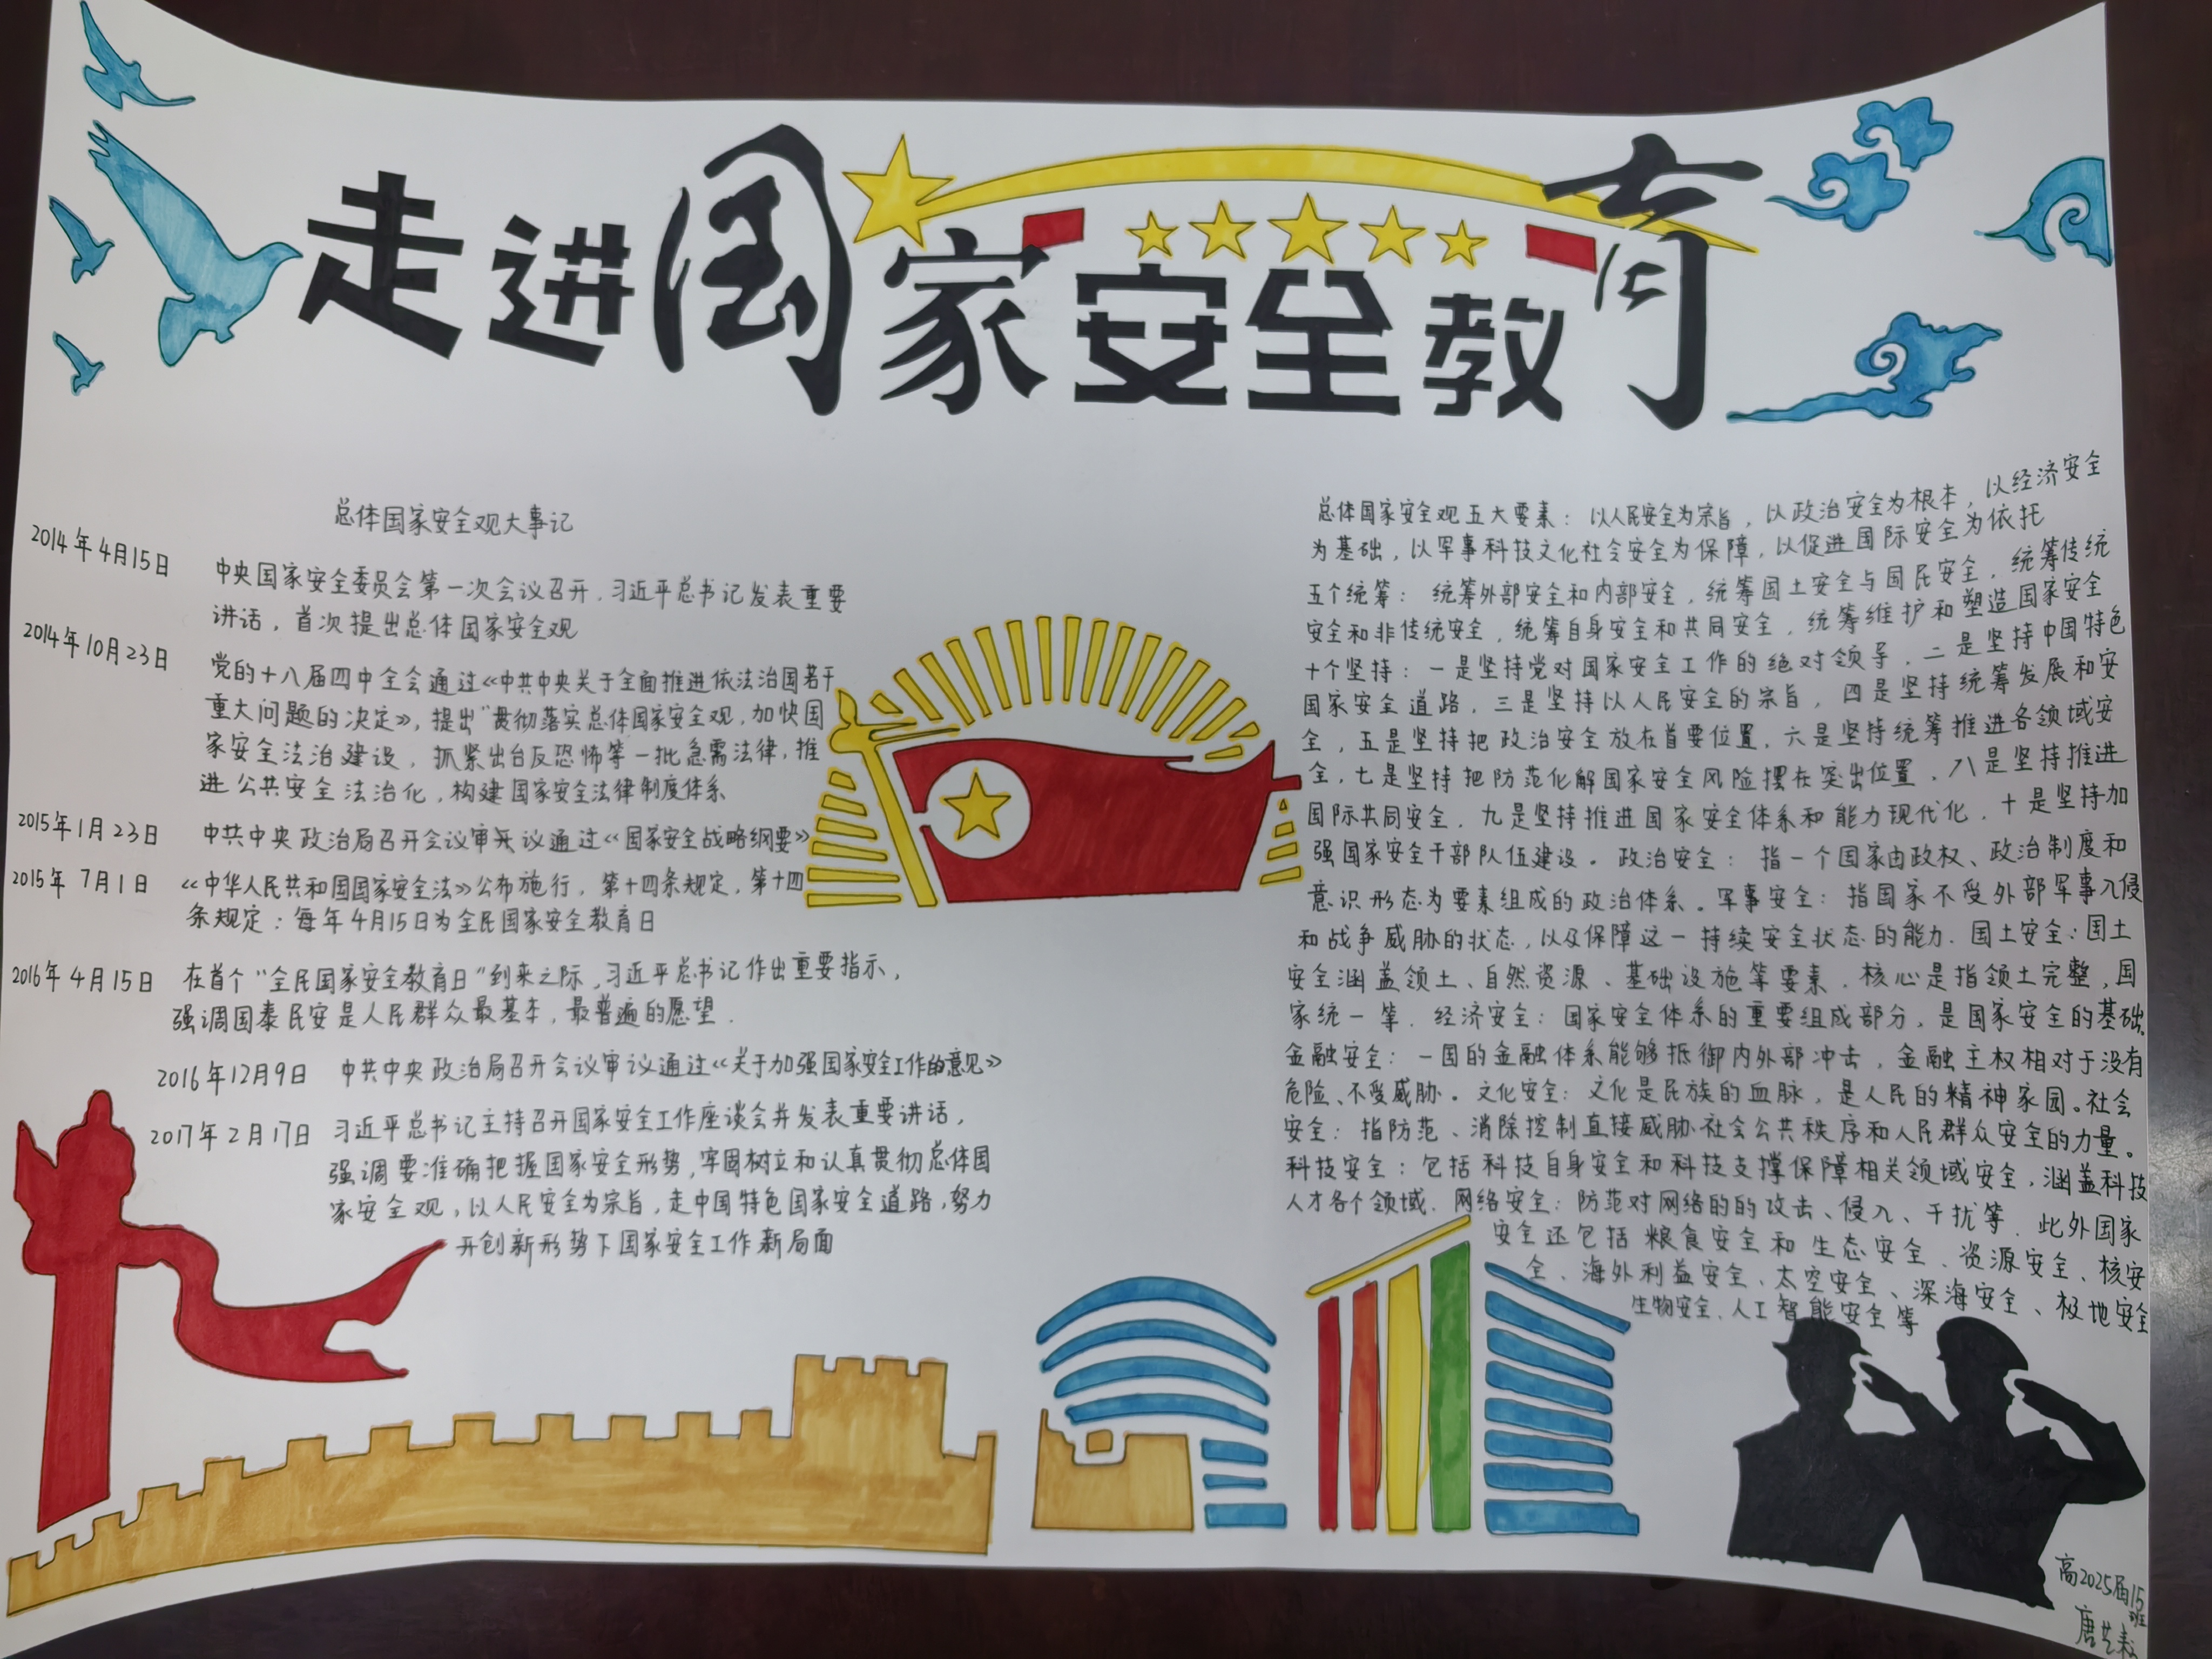 走进国家安全教育
总体国家安全观大事记
2014年4月15日
中央国家安全委员会第一次会议召开，习近平总书记发表重要
讲话，首次提出总体国家安全观
2014年10月23日
党的十八届四中全会通过《中共中央关于全面推进依法治国若干
重大问题的决定》，提出“贯彻落实总体国家安全观，加快国
家安全法治建设，抓紧出台反恐怖等一批急需法律，推
进公共安全法治化，构建国家安全法律制度体系
2015年1月23日
中共中央政治局召开会议审议通过《国家安全战略纲要》
2015年7月1日
《中华人民共和国国家安全法》公布施行，第十四条规定，第十四
条规定：每年4月15日为全民国家安全教育日
2016年4月15日
在首个“全民国家安全教育日”到来之际，习近平总书记作出重要指示，
强调国泰民安是人民群众最基本，最普遍的愿望．
2016年12月9日
中共中央政治局召开会议审议通过《关于加强国家安全工作的意见》
2017年2月17日
习近平总书记主持召开国家安全工作座谈会并发表重要讲话，
强调要准确把握国家安全形势，牢固树立和认真贯彻总体国
家安全观，以人民安全为宗旨，走中国特色国家安全道路，努力
开创新形势下国家安全工作新局面
总体国家安全观五大要素：以人民安全为宗旨，以政治安全为根本，以经济安全
为基础，以军事科技文化社会安全为保障，以促进国际安全为依托
五个统筹：统筹外部安全和内部安全，统筹国土安全与国民安全，统筹传统
安全和非传统安全，统筹自身安全和共同安全，统筹维护和塑造国家安全
十个坚持：一是坚持党对国家安全工作的绝对领导，二是坚持中国特色
国家安全道路，三是坚持以人民安全的宗旨，四是坚持统筹发展和安
全，五是坚持把政治安全放在首要位置，六是坚持统筹推进各领域安
全，七是坚持把防范化解国家安全风险摆在突出位置，八是坚持推进
国际共同安全，九是坚持推进国家安全体系和能力现代化，十是坚持加
强国家安全干部队伍建设。政治安全：指一个国家由政权、政治制度和
意识形态为要素组成的政治体系。军事安全：指国家不受外部军事入侵
和战争威胁的状态，以及保障这一持续安全状态的能力．国土安全：国土
安全涵盖领土、自然资源、基础设施等要素，核心是指领土完整，国
家统一等．经济安全：国家安全体系的重要组成部分，是国家安全的基础．
金融安全：一国的金融体系能够抵御内外部冲击，金融主权相对于没有
危险、不受威胁。文化安全：文化是民族的血脉，是人民的精神家园。社会
安全：指防范、消除控制直接威胁社会公共秩序和人民群众安全的力量。
科技安全：包括科技自身安全和科技支撑保障相关领域安全，涵盖科技
人才各个领域．网络安全：防范对网络的的攻击、侵入、干扰等．此外国家
安全还包括粮食安全和生态安全、资源安全、核安
全、海外利益安全、太空安全、深海安全、极地安全
生物安全、人工智能安全等
高2025届15
班
唐艺